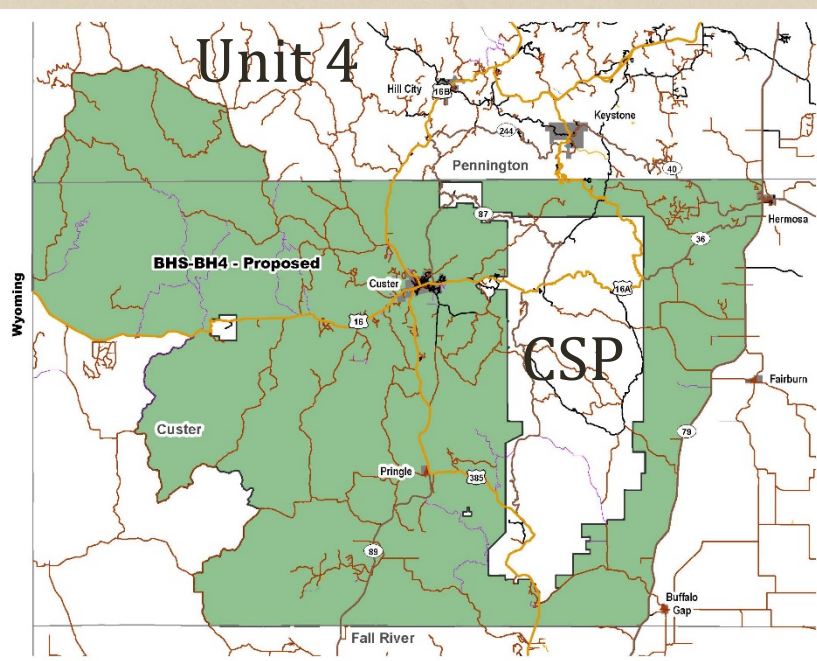 Unit 4
Hill City
16B
Keystone
244
Pennington
40
87
Hermosa
36
BHS-BH4 - Proposed
Custer
16A
Wyoming
16
CSP
Fairburn
Custer
79
Pringle
385
89
Buffalo
Gap
Fall River